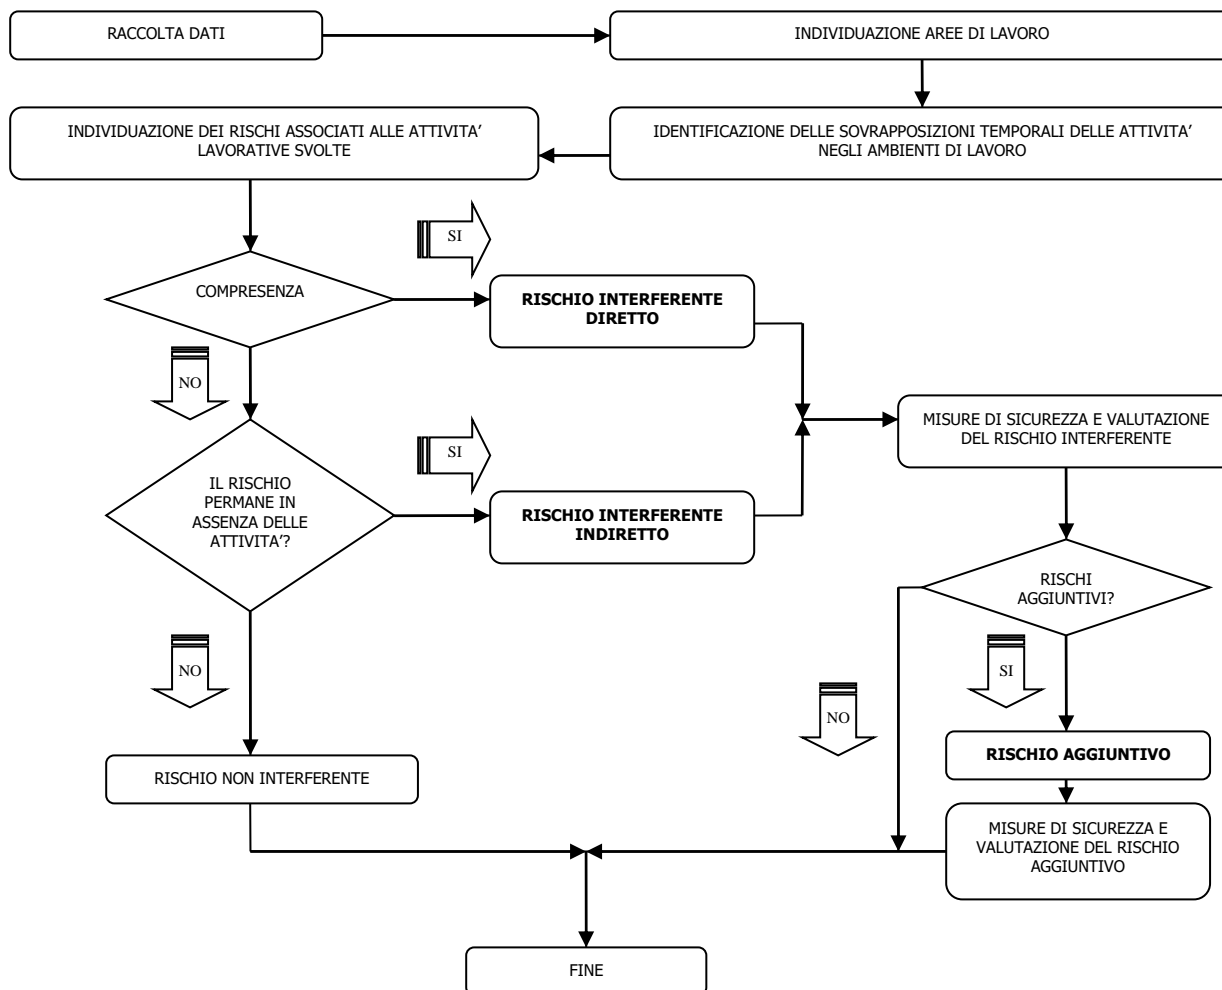 RACCOLTA DATI
INDIVIDUAZIONE AREE DI LAVORO
INDIVIDUAZIONE DEI RISCHI ASSOCIATI ALLE ATTIVITA’
LAVORATIVE SVOLTE
IDENTIFICAZIONE DELLE SOVRAPPOSIZIONI TEMPORALI DELLE ATTIVITA’
NEGLI AMBIENTI DI LAVORO
SI
COMPRESENZA
RISCHIO INTERFERENTE
DIRETTO
NO
MISURE DI SICUREZZA E VALUTAZIONE
DEL RISCHIO INTERFERENTE
SI
IL RISCHIO
PERMANE IN
ASSENZA DELLE
ATTIVITA’?
RISCHIO INTERFERENTE
INDIRETTO
RISCHI
AGGIUNTIVI?
NO
SI
NO
RISCHIO AGGIUNTIVO
RISCHIO NON INTERFERENTE
MISURE DI SICUREZZA E
VALUTAZIONE DEL RISCHIO
AGGIUNTIVO
FINE